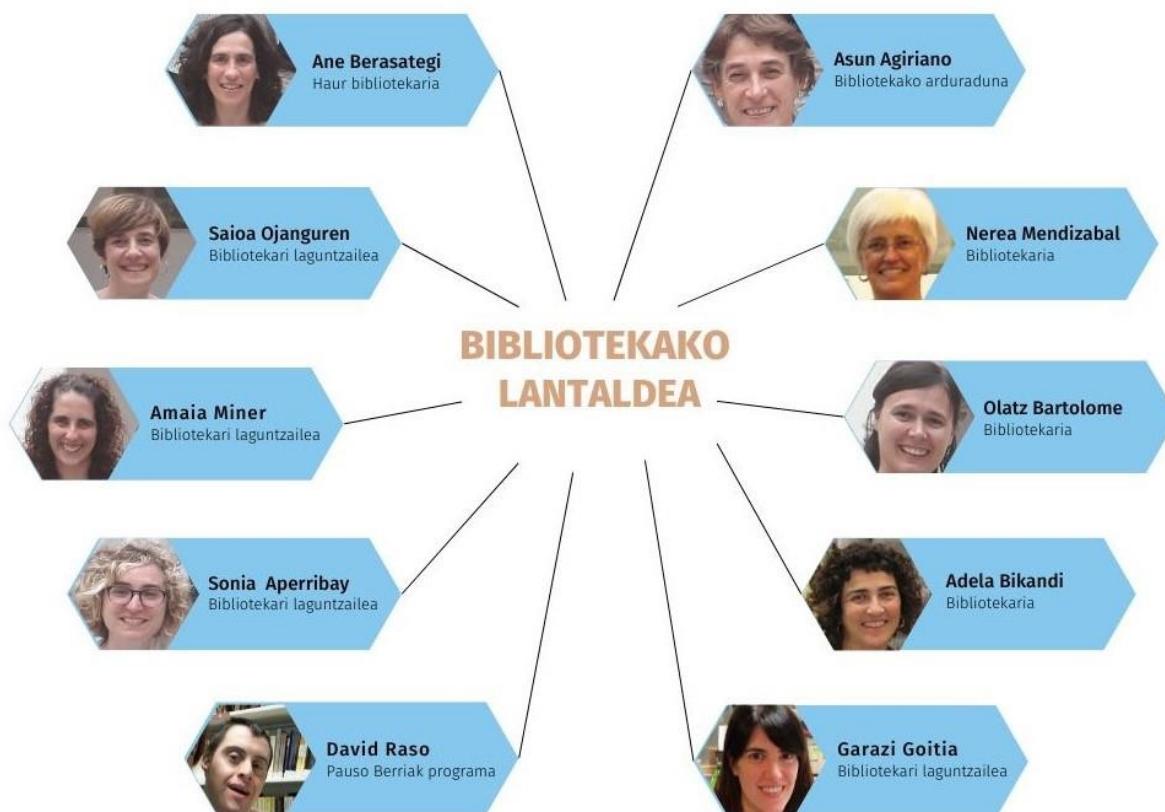 Ane Berasategi
Haur bibliotekaria
Asun Agiriano
Bibliotekako arduraduna
Saioa Ojanguren
Bibliotekari laguntzailea
Nerea Mendizabal
Bibliotekaria
BIBLIOTEKAKO
LANTALDEA
Amaia Miner
Bibliotekari laguntzailea
Olatz Bartolome
Bibliotekaria
Sonia Aperribay
Bibliotekari laguntzailea
Adela Bikandi
Bibliotekaria
David Raso
Pauso Berriak programa
Garazi Goitia
Bibliotekari laguntzailea